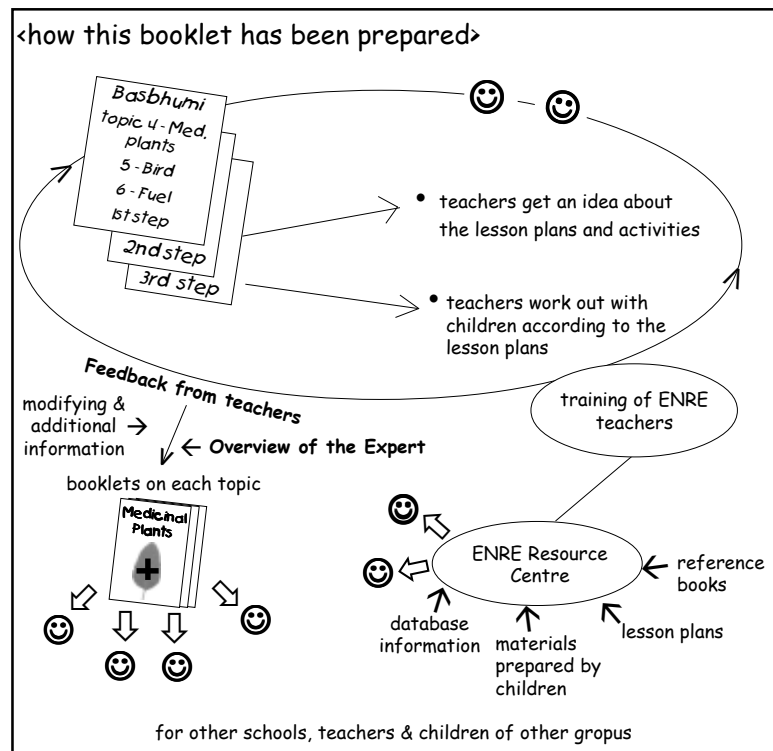 <how this booklet has been prepared>
Basbhumi
topic 4 - Med.
plants
5 - Bird
6 - Fuel
1st step
2nd step
3rd step
• teachers get an idea about
the lesson plans and activities
• teachers work out with
children according to the
lesson plans
Feedback from teachers
modifying &
additional →
information
← Overview of the Expert
booklets on each topic
Medicinal
Plants
training of ENRE
teachers
ENRE Resource
Centre
reference
books
lesson plans
database
information
materials
prepared by
children
for other schools, teachers & children of other gropus